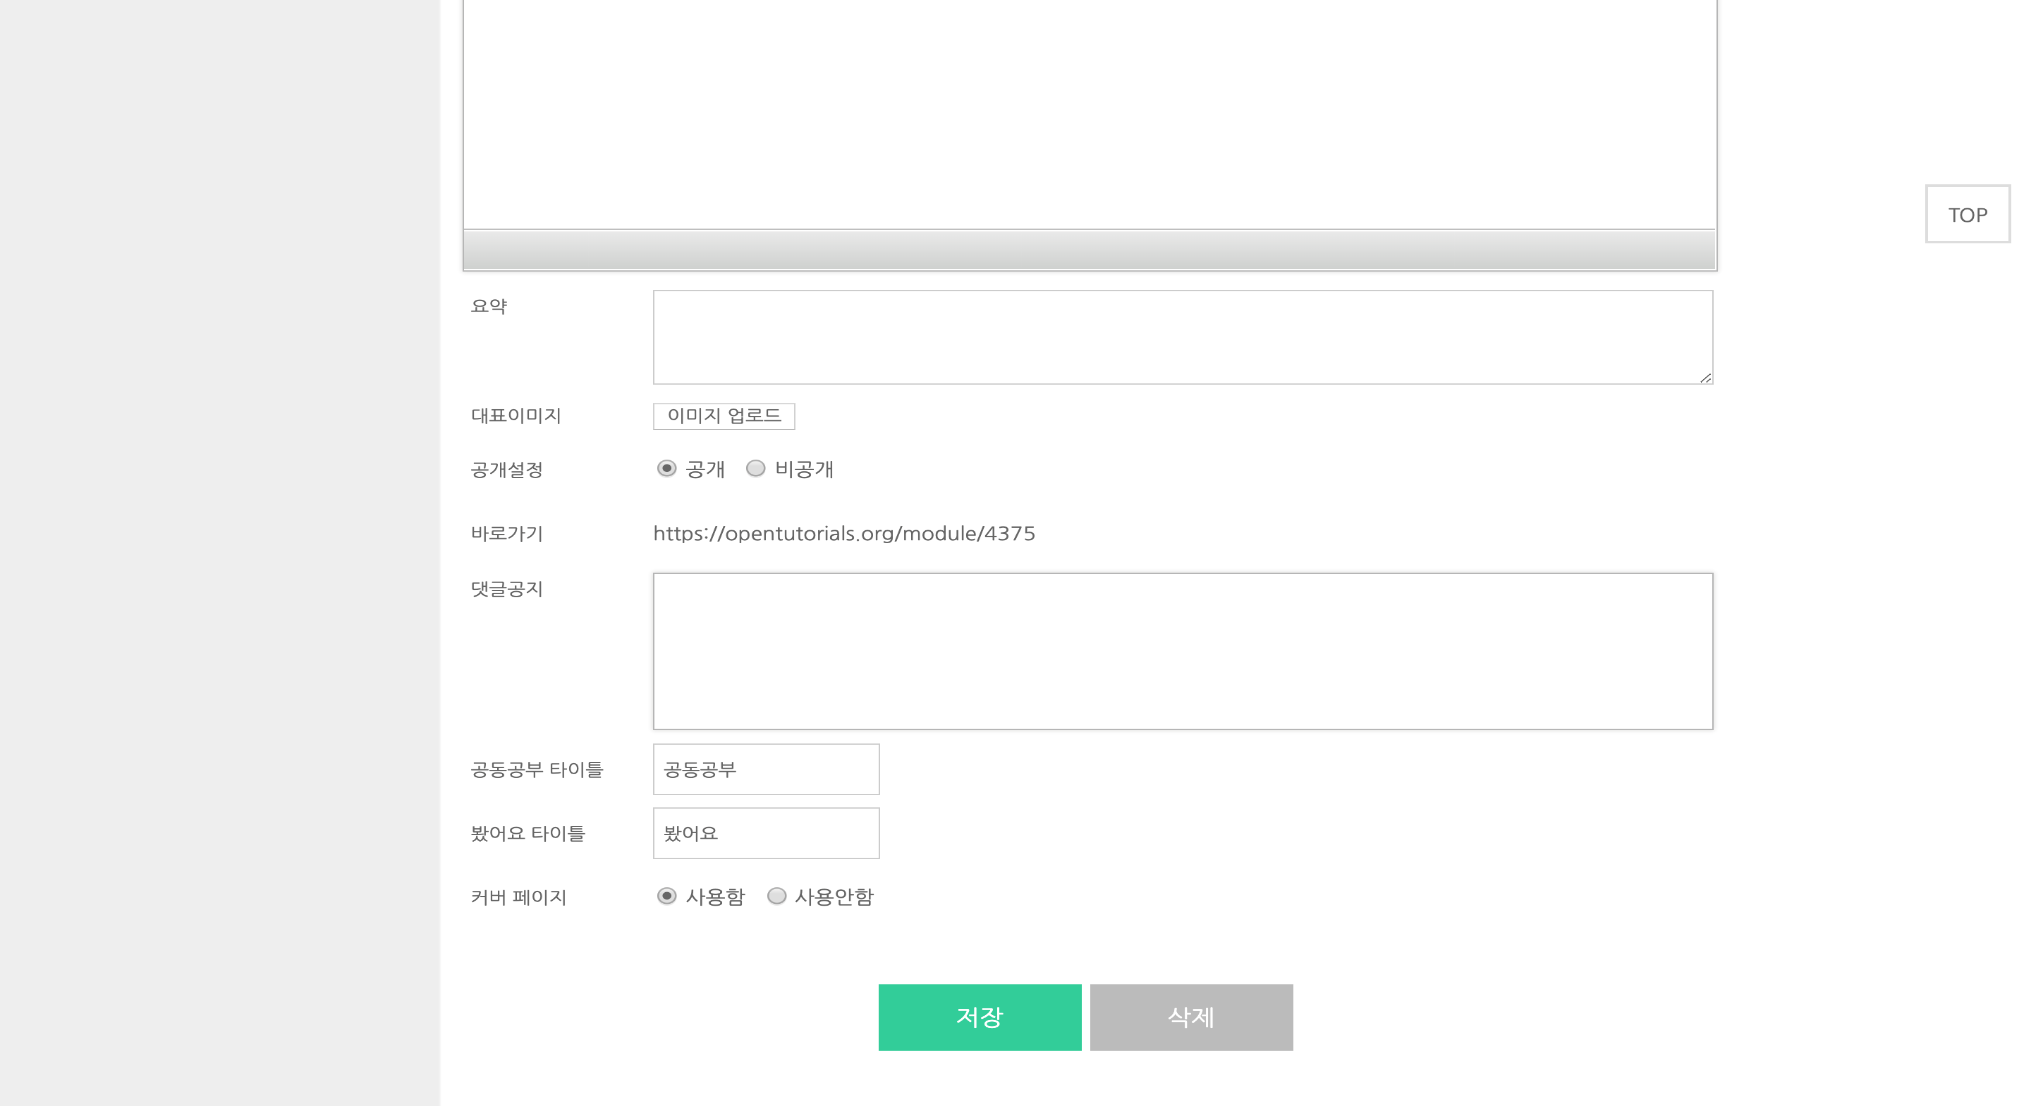 TOP
요약
대표이미지 이미지 업로드
공개설정 공개 비공개
바로가기 https://opentutorials.org/module/4375
댓글공지
공동공부 타이틀 공동공부
봤어요 타이틀 봤어요
커버 페이지 사용함 사용안함
저장 삭제